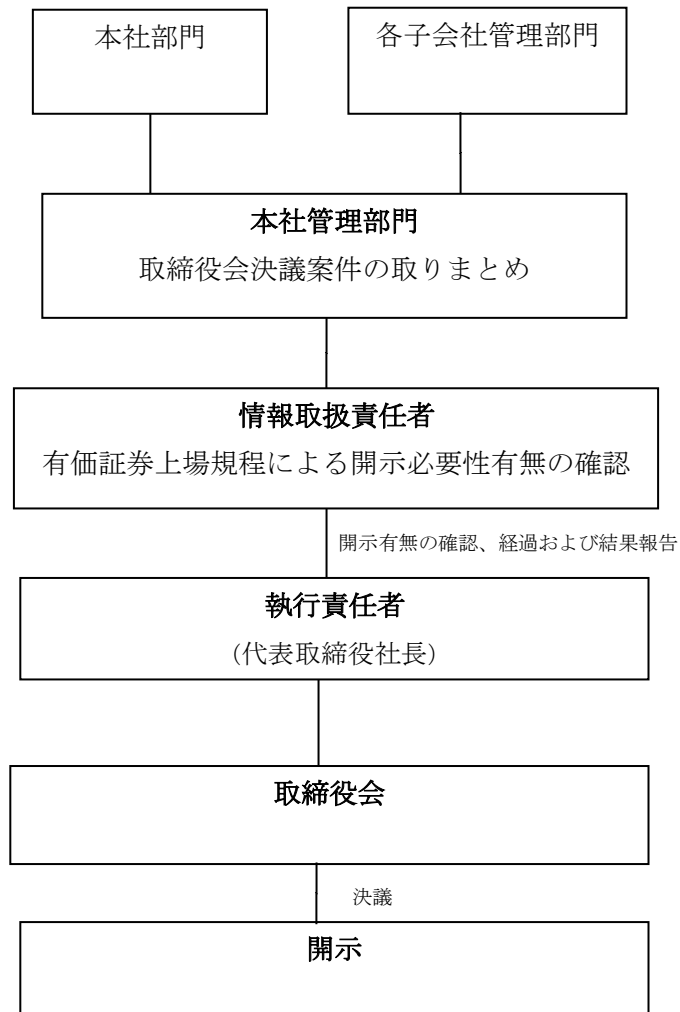 本社部門
各子会社管理部門
本社管理部門
取締役会決議案件の取りまとめ
情報取扱責任者
有価証券上場規程による開示必要性有無の確認
開示有無の確認、経過および結果報告
執行責任者
(代表取締役社長)
取締役会
決議
開示